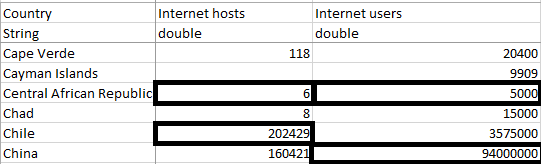 Country Internet hosts Internet users
String double double
Cape Verde 118 20400
Cayman Islands 9909
Central African Republic 6 5000
Chad 8 15000
Chile 202429 3575000
China 160421 94000000